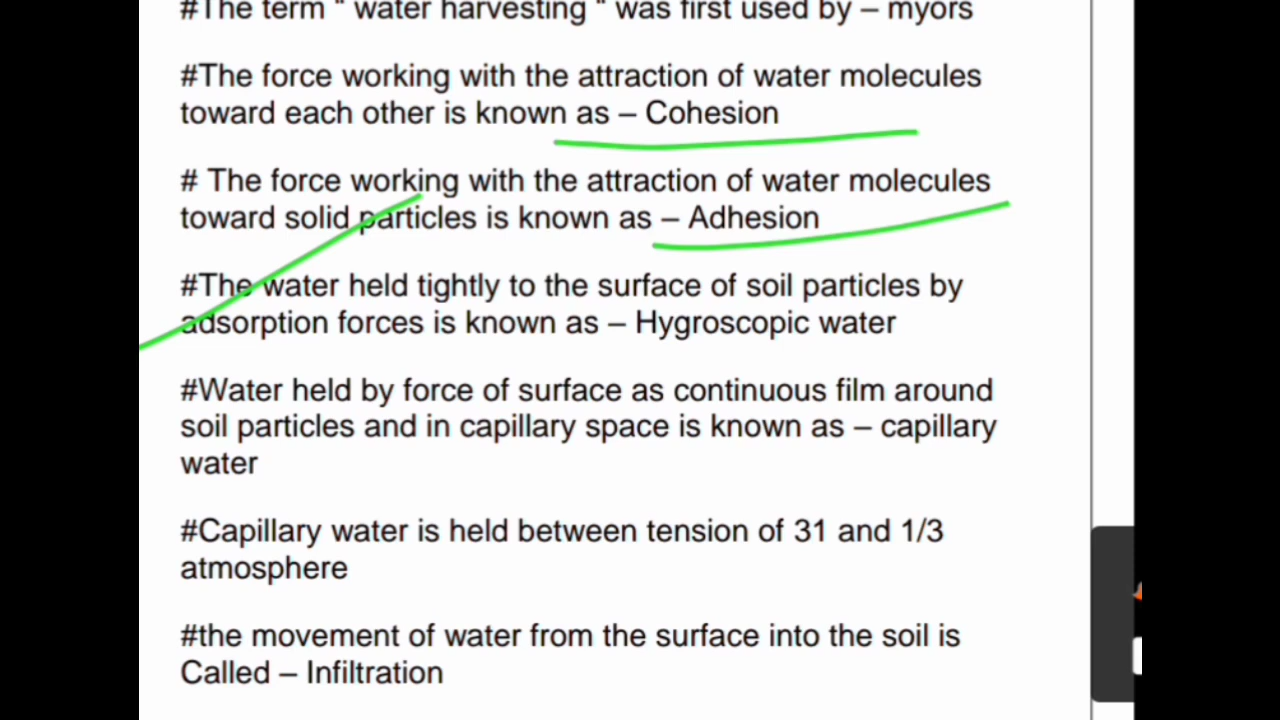 #The term " water harvesting " was first used by – myors
#The force working with the attraction of water molecules
toward each other is known as – Cohesion
# The force working with the attraction of water molecules
toward solid particles is known as – Adhesion
#The water held tightly to the surface of soil particles by
adsorption forces is known as – Hygroscopic water
#Water held by force of surface as continuous film around
soil particles and in capillary space is known as – capillary
water
#Capillary water is held between tension of 31 and 1/3
atmosphere
#the movement of water from the surface into the soil is
Called – Infiltration